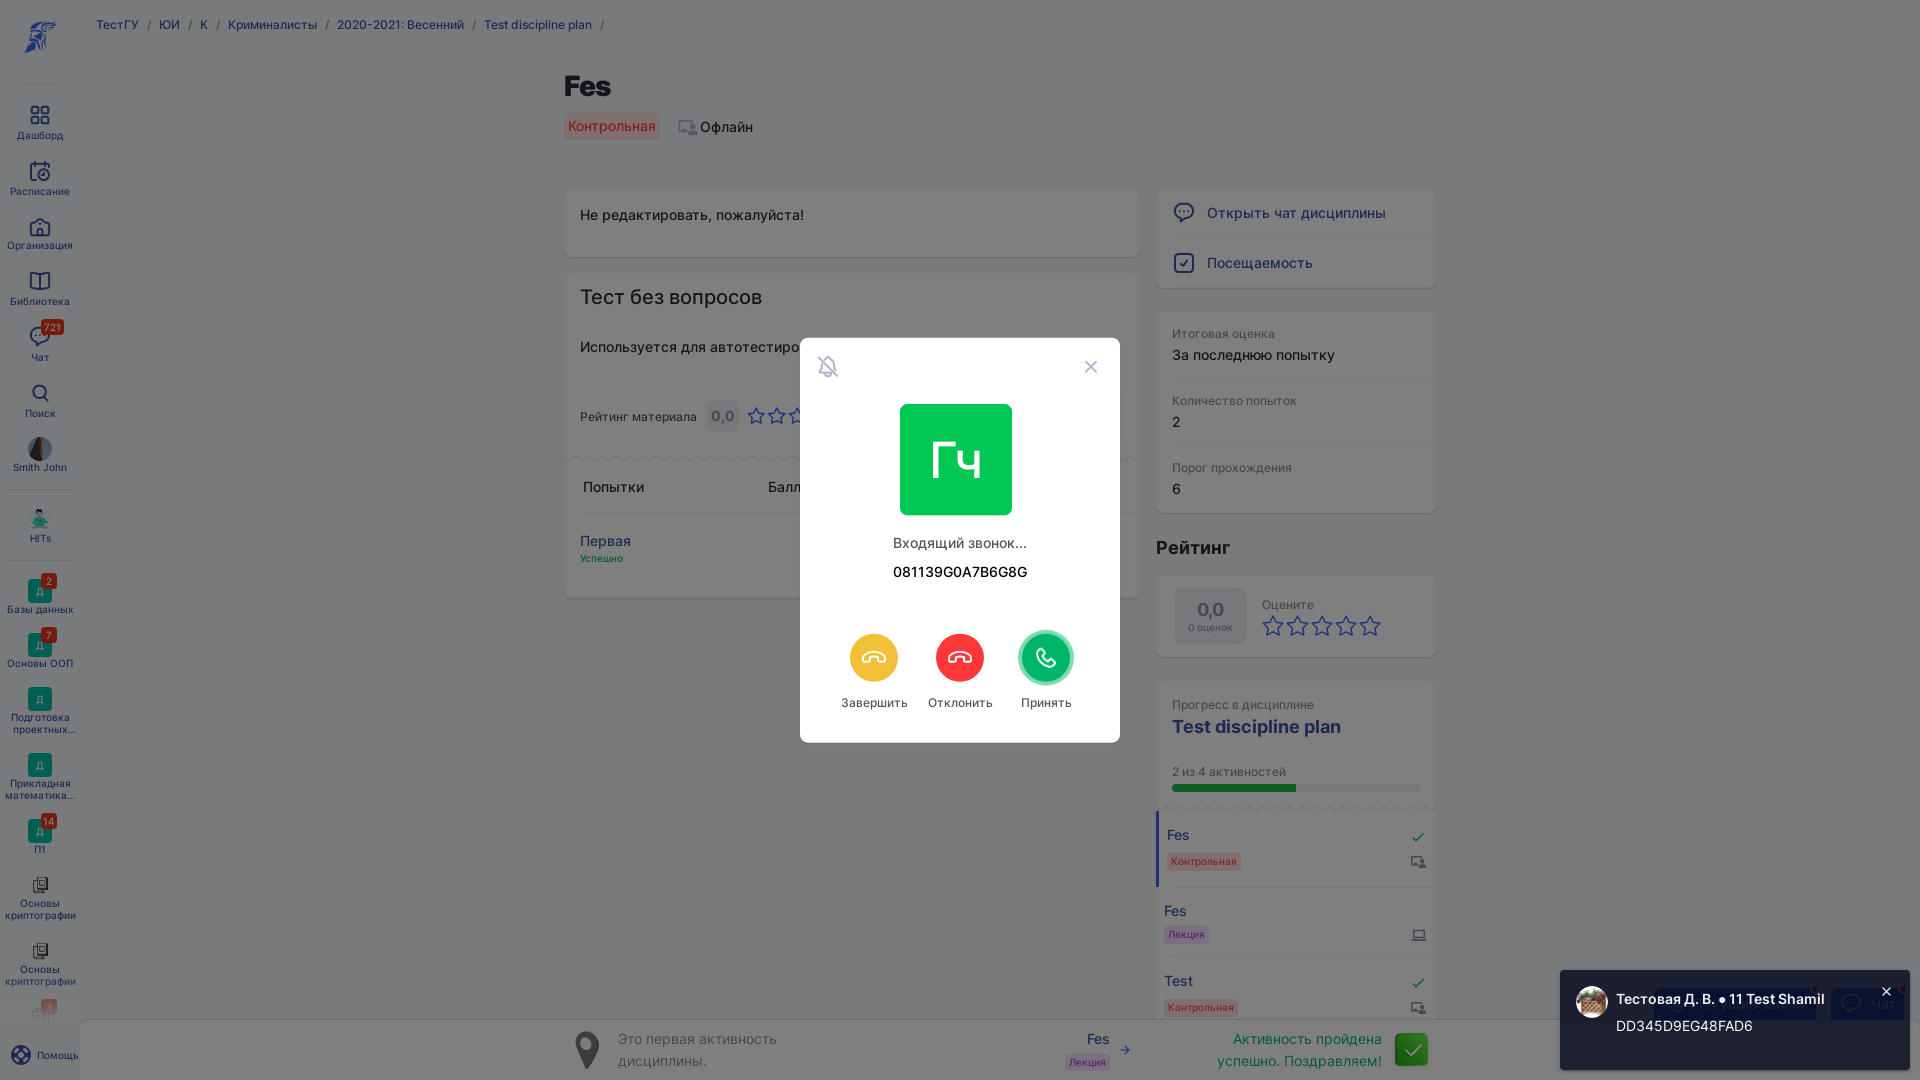 ТестГУ / ЮИ / К / Криминалисты / 2020-2021: Весенний / Test discipline plan /
Дашборд
Расписание
Организация
Библиотека
721
Чат
Поиск
Smith John
HITs
2
Д
Базы данных
7
Д
Основы ООП
Д
Подготовка
проектных...
Д
Прикладная
математика...
14
Д
П1
Основы
криптографии
Основы
криптографии
3
Помощь
Fes
Контрольная
Офлайн
Не редактировать, пожалуйста!
Тест без вопросов
Используется для автотестиро
Рейтинг материала 0,0
Попытки
Балл
Первая
Успешно
Гч
Входящий звонок...
081139G0A7B6G8G
Завершить
Отклонить
Принять
Открыть чат дисциплины
Посещаемость
Итоговая оценка
За последнюю попытку
Количество попыток
2
Порог прохождения
6
Рейтинг
0,0
0 оценок
Оцените
Прогресс в дисциплине
Test discipline plan
2 из 4 активностей
Fes
Контрольная
Fes
Лекция
Test
Контрольная
Это первая активность
дисциплины.
Fes
Лекция
Активность пройдена
успешно. Поздравляем!
Тестовая Д. В. ● 11 Test Shamil
DD345D9EG48FAD6
Чат